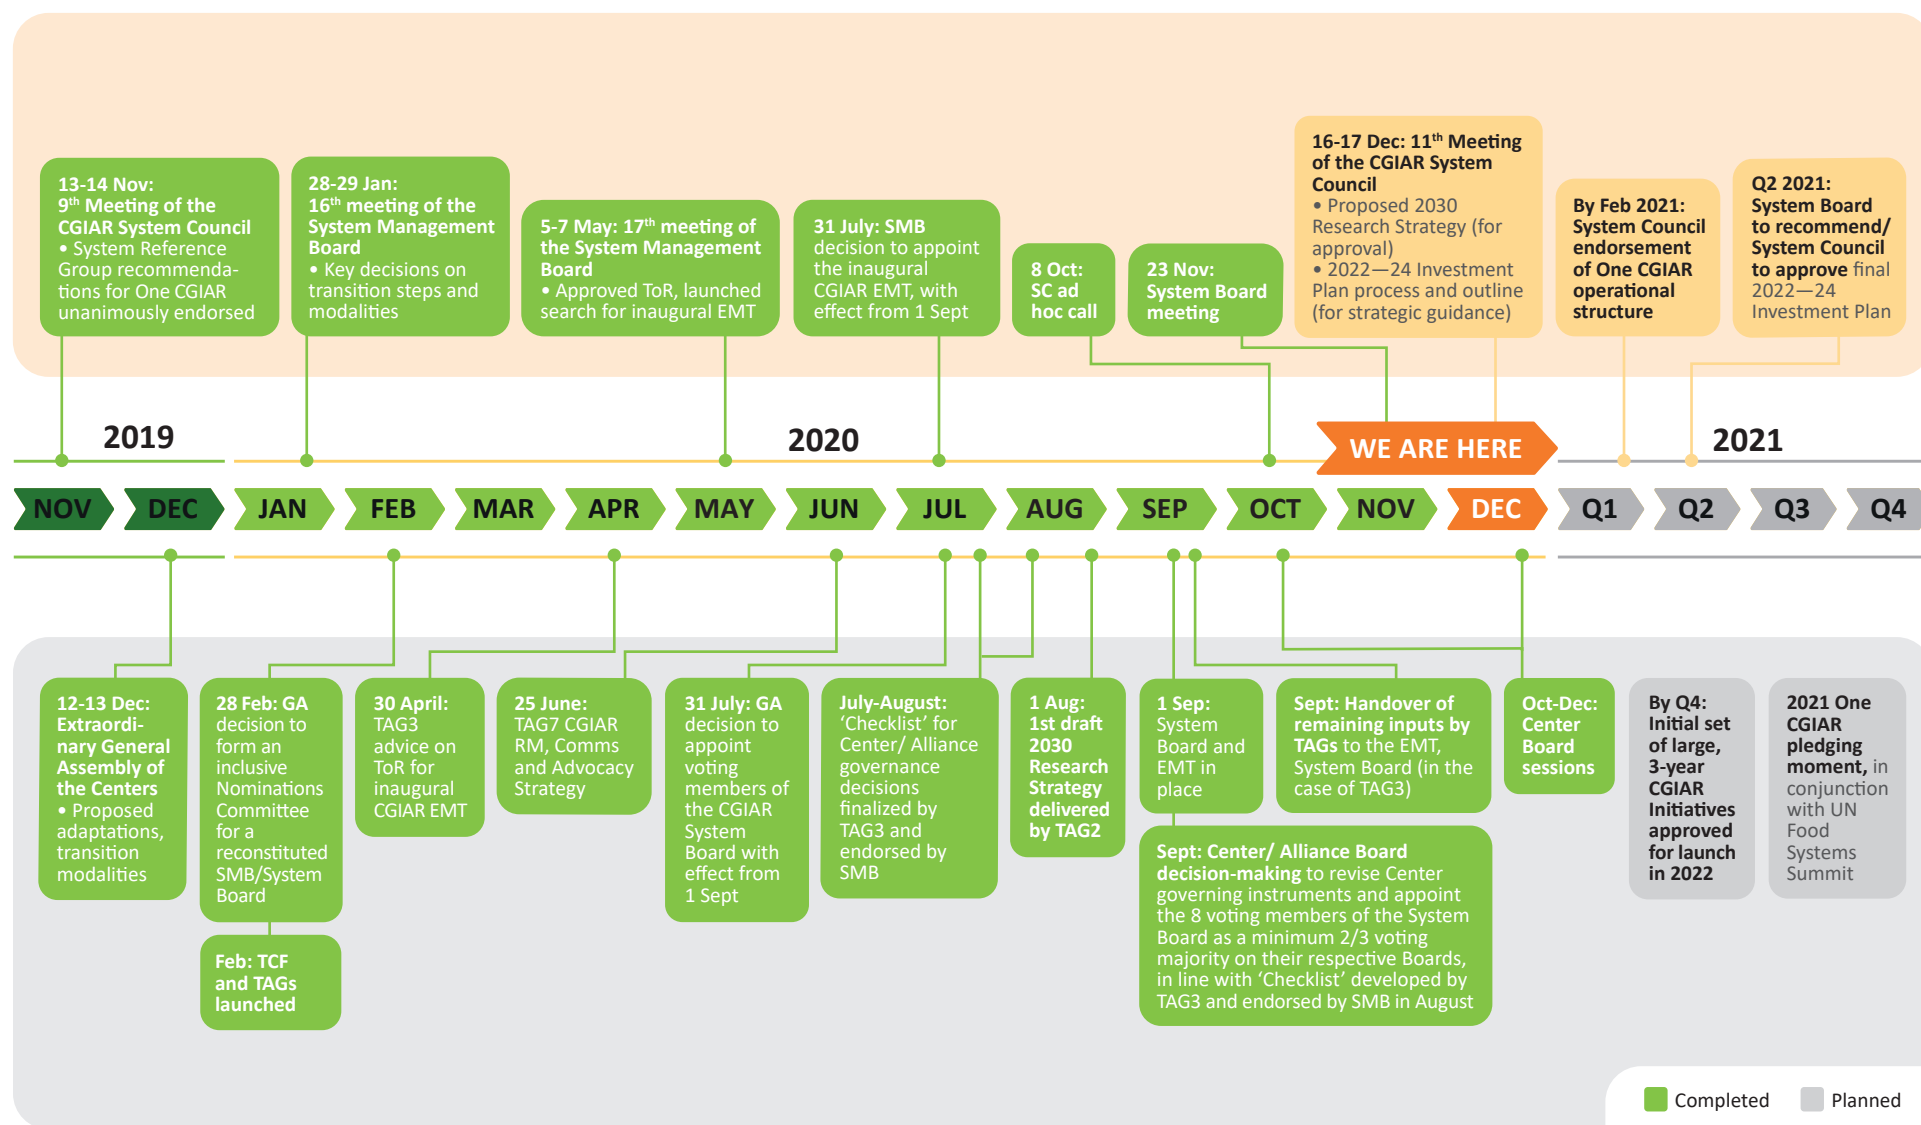 13-14 Nov:
9th Meeting of the
CGIAR System Council
• System Reference
Group recommenda-
tions for One CGIAR
unanimously endorsed
28-29 Jan:
16th meeting of the
System Management
Board
• Key decisions on
transition steps and
modalities
5-7 May: 17th meeting of
the System Management
Board
• Approved ToR, launched
search for inaugural EMT
31 July: SMB
decision to appoint
the inaugural
CGIAR EMT, with
effect from 1 Sept
8 Oct:
SC ad
hoc call
23 Nov:
System Board
meeting
16-17 Dec: 11th Meeting
of the CGIAR System
Council
• Proposed 2030
Research Strategy (for
approval)
• 2022—24 Investment
Plan process and outline
(for strategic guidance)
By Feb 2021:
System Council
endorsement
of One CGIAR
operational
structure
Q2 2021:
System Board
to recommend/
System Council
to approve final
2022—24
Investment Plan
2019
2020
WE ARE HERE
2021
NOV
DEC
JAN
FEB
MAR
APR
MAY
JUN
JUL
AUG
SEP
OCT
NOV
DEC
Q1
Q2
Q3
Q4
12-13 Dec:
Extraordi-
nary General
Assembly of
the Centers
• Proposed
adaptations,
transition
modalities
28 Feb: GA
decision to
form an
inclusive
Nominations
Committee
for a
reconstituted
SMB/System
Board
Feb: TCF
and TAGs
launched
30 April:
TAG3
advice on
ToR for
inaugural
CGIAR EMT
25 June:
TAG7 CGIAR
RM, Comms
and Advocacy
Strategy
31 July: GA
decision to
appoint
voting
members of
the CGIAR
System
Board with
effect from
1 Sept
July-August:
‘Checklist’ for
Center/ Alliance
governance
decisions
finalized by
TAG3 and
endorsed by
SMB
1 Aug:
1st draft
2030
Research
Strategy
delivered
by TAG2
1 Sep:
System
Board and
EMT in
place
Sept: Handover of
remaining inputs by
TAGs to the EMT,
System Board (in the
case of TAG3)
Sept: Center/ Alliance Board
decision-making to revise Center
governing instruments and appoint
the 8 voting members of the System
Board as a minimum 2/3 voting
majority on their respective Boards,
in line with ‘Checklist’ developed by
TAG3 and endorsed by SMB in August
Oct-Dec:
Center
Board
sessions
By Q4:
Initial set
of large,
3-year
CGIAR
Initiatives
approved
for launch
in 2022
2021 One
CGIAR
pledging
moment, in
conjunction
with UN
Food
Systems
Summit
Completed
Planned